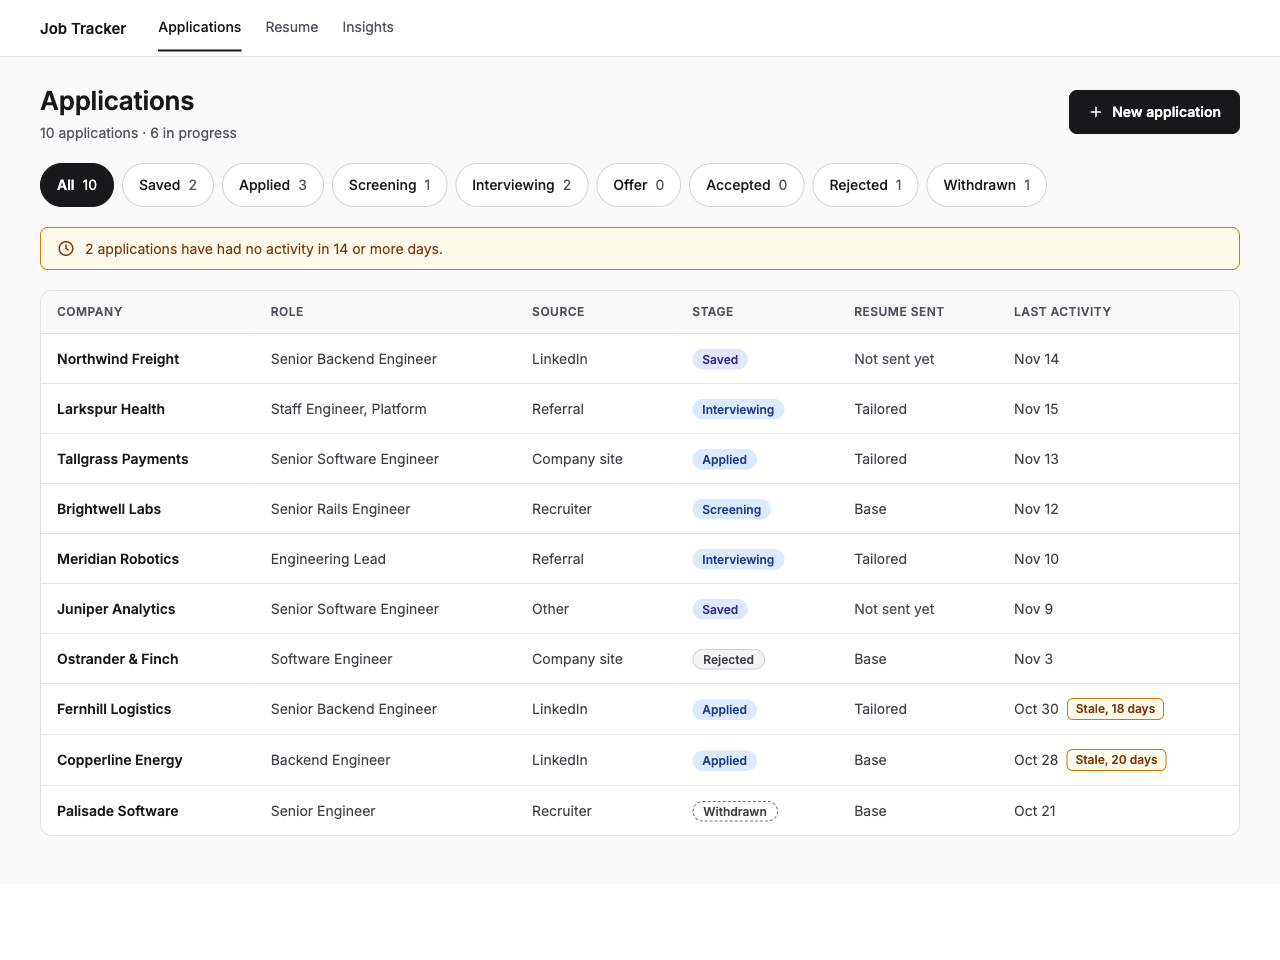 Job Tracker Applications Resume Insights
Applications
10 applications · 6 in progress
+ New application
All 10 Saved 2 Applied 3 Screening 1 Interviewing 2 Offer 0 Accepted 0 Rejected 1 Withdrawn 1
2 applications have had no activity in 14 or more days.
COMPANY ROLE SOURCE STAGE RESUME SENT LAST ACTIVITY
Northwind Freight Senior Backend Engineer LinkedIn Saved Not sent yet Nov 14
Larkspur Health Staff Engineer, Platform Referral Interviewing Tailored Nov 15
Tallgrass Payments Senior Software Engineer Company site Applied Tailored Nov 13
Brightwell Labs Senior Rails Engineer Recruiter Screening Base Nov 12
Meridian Robotics Engineering Lead Referral Interviewing Tailored Nov 10
Juniper Analytics Senior Software Engineer Other Saved Not sent yet Nov 9
Ostrander & Finch Software Engineer Company site Rejected Base Nov 3
Fernhill Logistics Senior Backend Engineer LinkedIn Applied Tailored Oct 30 Stale, 18 days
Copperline Energy Backend Engineer LinkedIn Applied Base Oct 28 Stale, 20 days
Palisade Software Senior Engineer Recruiter Withdrawn Base Oct 21